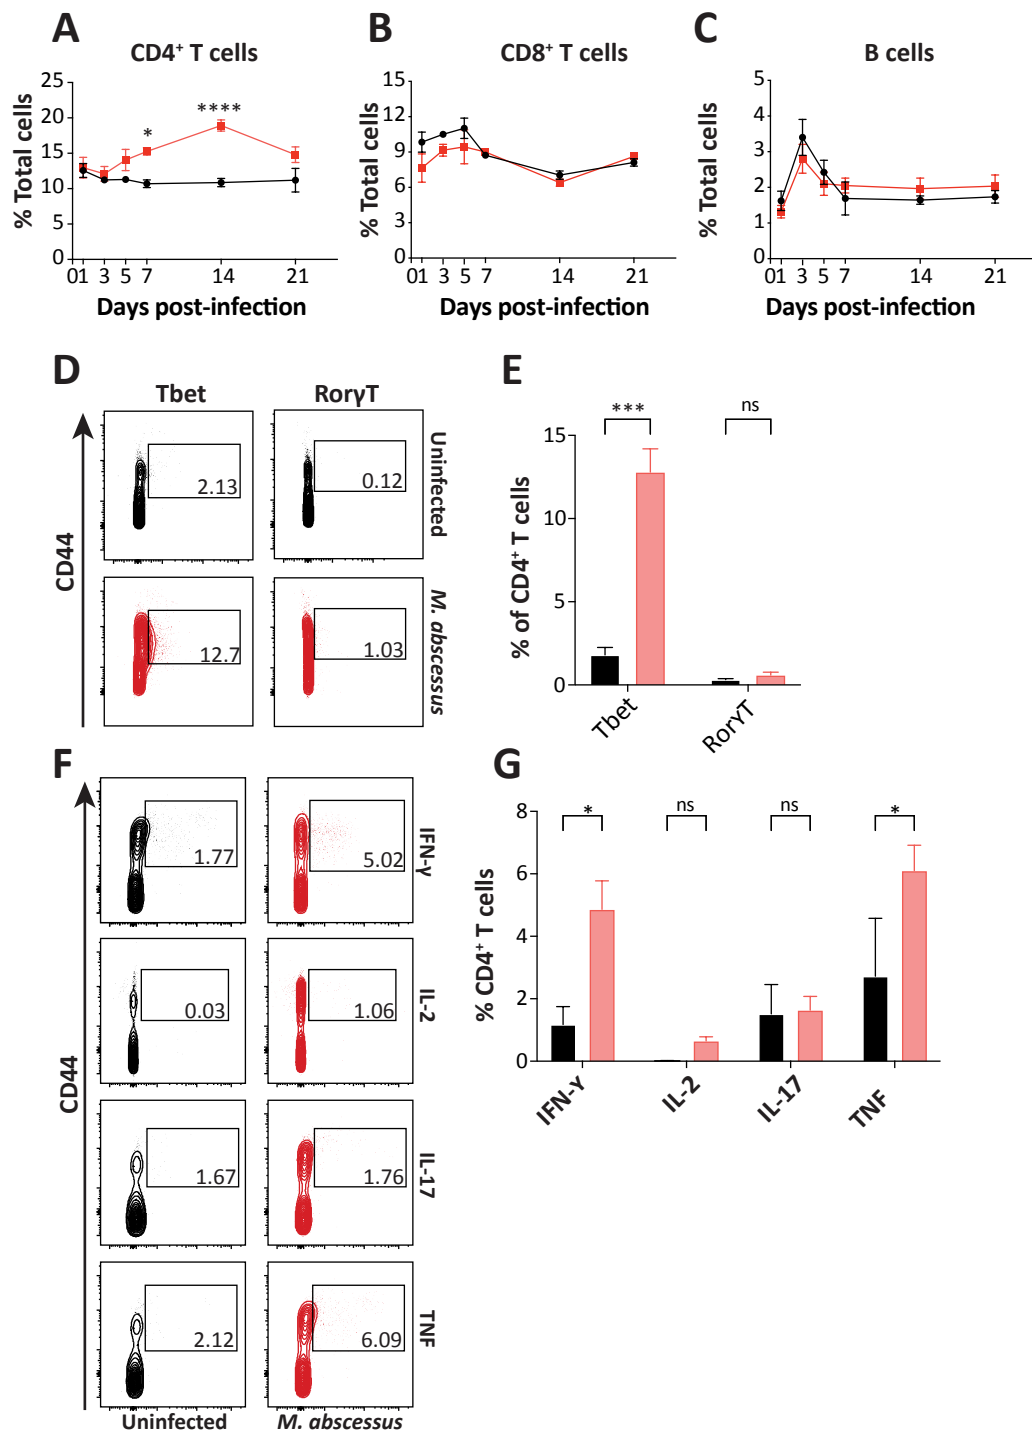 A
B
C
CD4⁺ T cells
CD8⁺ T cells
B cells
% Total cells
25
20
15
10
5
0
*
****
01 3 5 7 14 21
Days post-infection
% Total cells
15
12
9
6
3
0
01 3 5 7 14 21
Days post-infection
% Total cells
5
4
3
2
1
0
01 3 5 7 14 21
Days post-infection
D
Tbet
RorγT
CD44
2.13
0.12
Uninfected
12.7
1.03
M. abscessus
E
% of CD4⁺ T cells
15
10
5
0
***
ns
Tbet
RorγT
F
CD44
1.77
5.02
IFN-γ
0.03
1.06
IL-2
1.67
1.76
IL-17
2.12
6.09
TNF
Uninfected
M. abscessus
G
% CD4⁺ T cells
8
6
4
2
0
*
ns
ns
*
IFN-γ
IL-2
IL-17
TNF